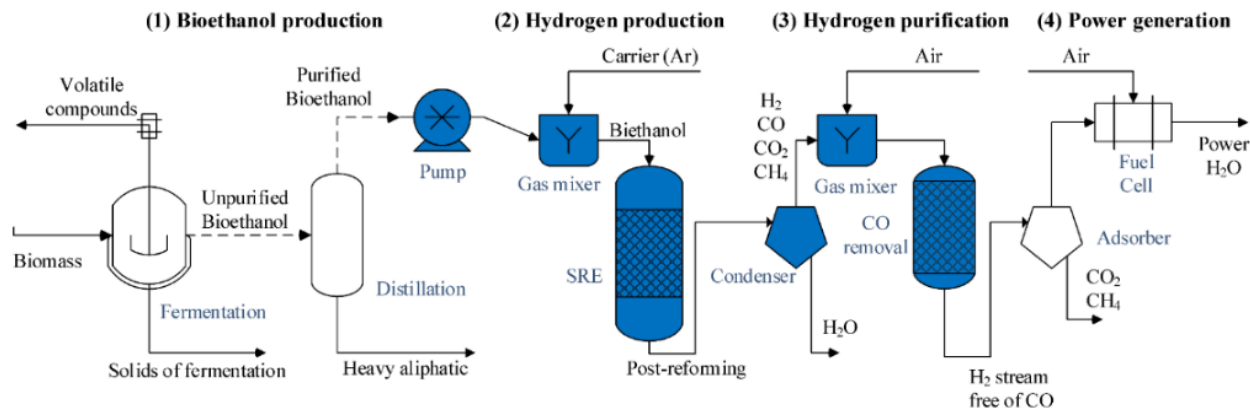 (1) Bioethanol production
(2) Hydrogen production
(3) Hydrogen purification
(4) Power generation
Volatile
compounds
Purified
Bioethanol
Carrier (Ar)
Air
Air
H2
CO
CO2
CH4
Biethanol
Pump
Gas mixer
Gas mixer
Fuel
Cell
Power
H2O
Unpurified
Bioethanol
Biomass
Fermentation
Distillation
SRE
Condenser
CO
removal
Adsorber
CO2
CH4
H2O
Solids of fermentation
Heavy aliphatic
Post-reforming
H2 stream
free of CO